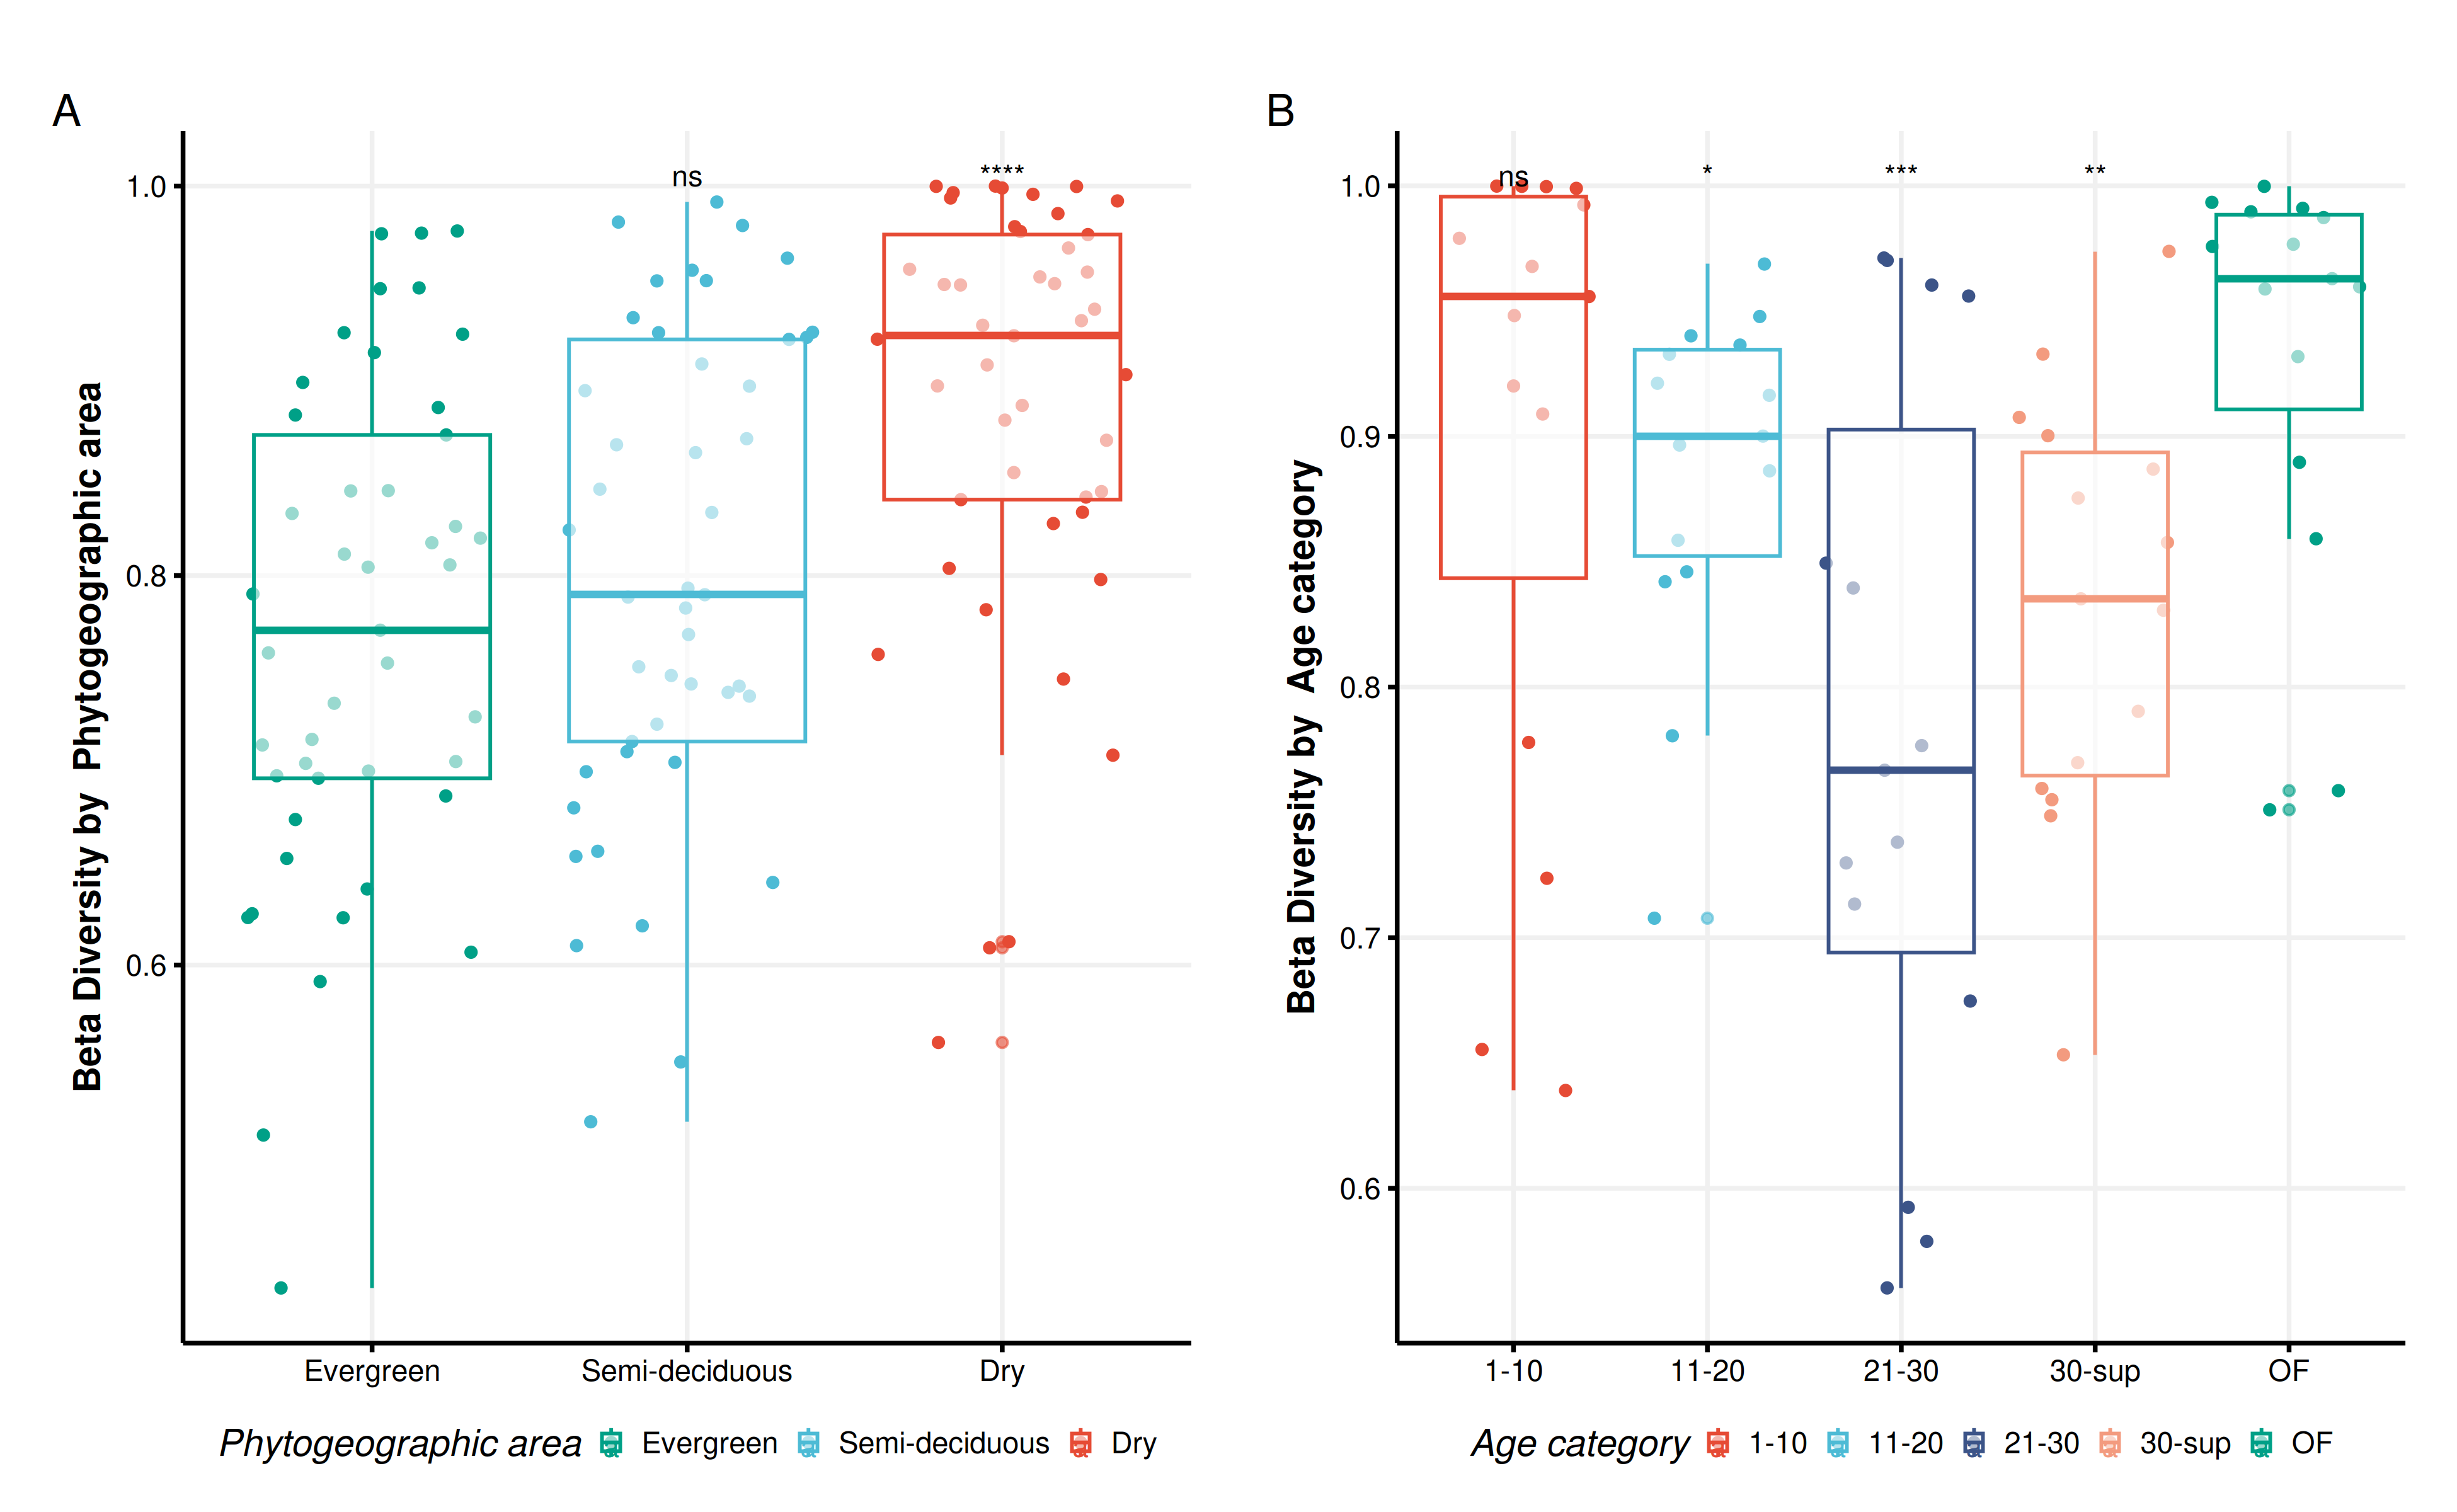 A
Beta Diversity by  Phytogeographic area
1.0
0.8
0.6
ns
****
Evergreen
Semi-deciduous
Dry
Phytogeographic area
Evergreen
Semi-deciduous
Dry
B
Beta Diversity by  Age category
1.0
0.9
0.8
0.7
0.6
ns
*
***
**
1-10
11-20
21-30
30-sup
OF
Age category
1-10
11-20
21-30
30-sup
OF